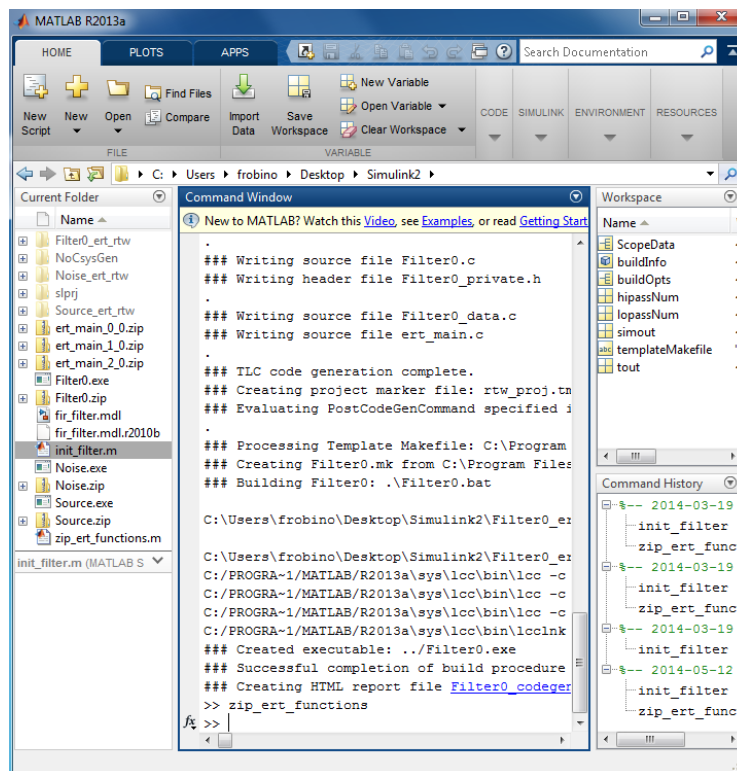 MATLAB R2013a
HOME PLOTS APPS Search Documentation
New Script
New
Open
Find Files
Compare
FILE
Import Data
Save Workspace
New Variable
Open Variable
Clear Workspace
VARIABLE
CODE SIMULINK ENVIRONMENT RESOURCES
C: Users frobino Desktop Simulink2
Current Folder
Name
Filter0_ert_rtw
NoCsysGen
Noise_ert_rtw
slprj
Source_ert_rtw
ert_main_0_0.zip
ert_main_1_0.zip
ert_main_2_0.zip
Filter0.exe
Filter0.zip
fir_filter.mdl
fir_filter.mdl.r2010b
init_filter.m
Noise.exe
Noise.zip
Source.exe
Source.zip
zip_ert_functions.m
init_filter.m (MATLAB S
Command Window
New to MATLAB? Watch this Video, see Examples, or read Getting Start
.
### Writing source file Filter0.c
### Writing header file Filter0_private.h
.
### Writing source file Filter0_data.c
### Writing source file ert_main.c
.
### TLC code generation complete.
### Creating project marker file: rtw_proj.tm
### Evaluating PostCodeGenCommand specified i
.
### Processing Template Makefile: C:\Program
### Creating Filter0.mk from C:\Program Files
### Building Filter0: .\Filter0.bat
C:\Users\frobino\Desktop\Simulink2\Filter0_er
C:\Users\frobino\Desktop\Simulink2\Filter0_er
C:/PROGRA~1/MATLAB/R2013a\sys\lcc\bin\lcc -c
C:/PROGRA~1/MATLAB/R2013a\sys\lcc\bin\lcc -c
C:/PROGRA~1/MATLAB/R2013a\sys\lcc\bin\lcc -c
C:/PROGRA~1/MATLAB/R2013a\sys\lcc\bin\lcclnk
### Created executable: ../Filter0.exe
### Successful completion of build procedure
### Creating HTML report file Filter0_codegen
>> zip_ert_functions
fx >>
Workspace
Name
ScopeData
buildInfo
buildOpts
hipassNum
lopassNum
simout
abc templateMakefile
tout
Command History
%-- 2014-03-19
init_filter
zip_ert_func
%-- 2014-03-19
init_filter
zip_ert_func
%-- 2014-03-19
init_filter
%-- 2014-05-12
init_filter
zip_ert_func